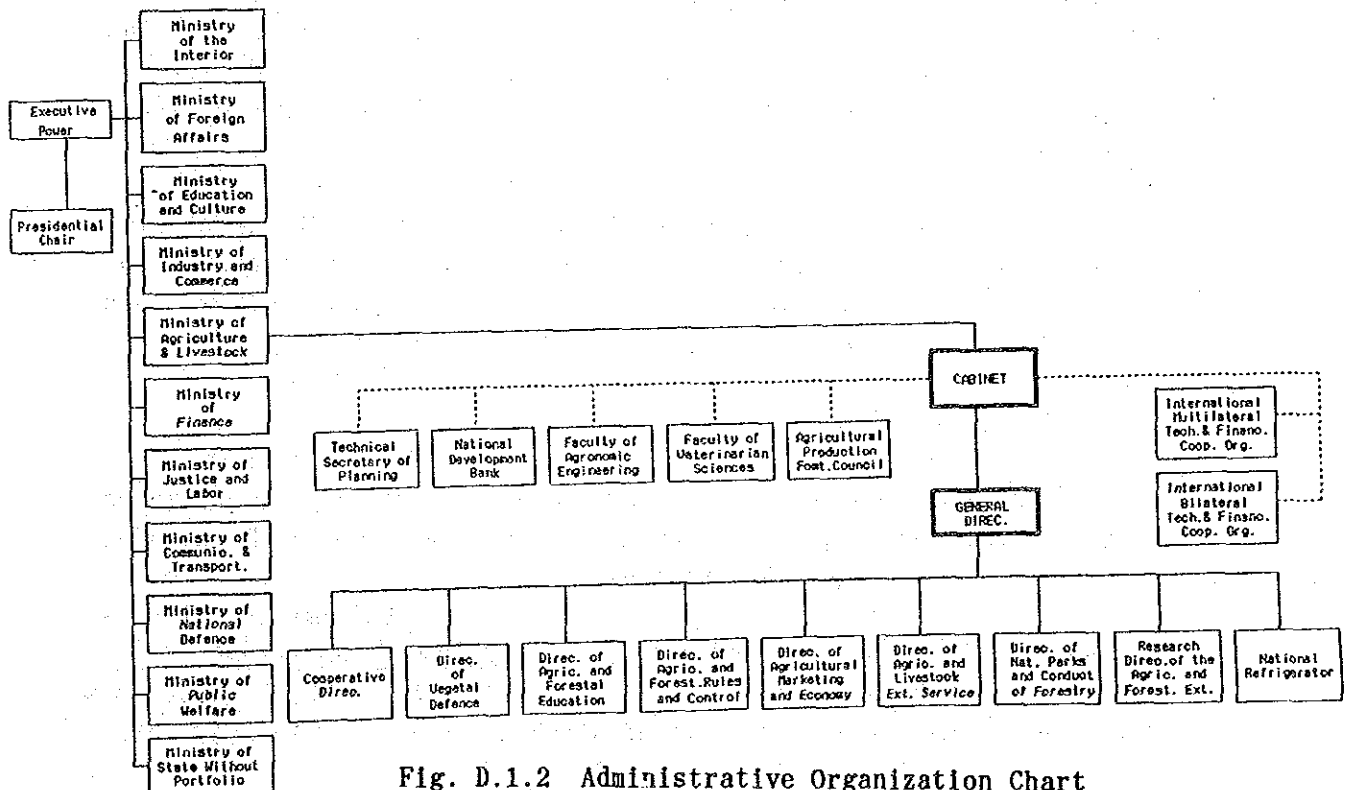 Ministry
of the
Interior
Executive
Power
Ministry
of Foreign
Affairs
Presidential
Chair
Ministry
of Education
and Culture
Ministry of
Industry and
Commerce
Ministry of
Agriculture
& Livestock
Ministry
of
Finance
Ministry of
Justice and
Labor
Ministry of
Communic. &
Transport.
Ministry of
National
Defence
Ministry of
Public
Welfare
Ministry of
State Without
Portfolio
CABINET
Technical
Secretary of
Planning
National
Development
Bank
Faculty of
Agronomic
Engineering
Faculty of
Veterinarian
Sciences
Agricultural
Production
Fomt.Council
International
Multilateral
Tech.& Financ.
Coop. Org.
International
Bilateral
Tech.& Financ.
Coop. Org.
GENERAL
DIREC.
Cooperative
Direc.
Direc.
of
Vegetal
Defence
Direc. of
Agric. and
Forestal
Education
Direc. of
Agric. and
Forest.Rules
and Control
Direc. of
Agricultural
Marketing
and Economy
Direc. of
Agric. and
Livestock
Ext. Service
Direc. of
Nat. Parks
and Conduct
of Forestry
Research
Direc.of the
Agric. and
Forest. Ext.
National
Refrigerator
Fig. D.1.2 Administrative Organization Chart